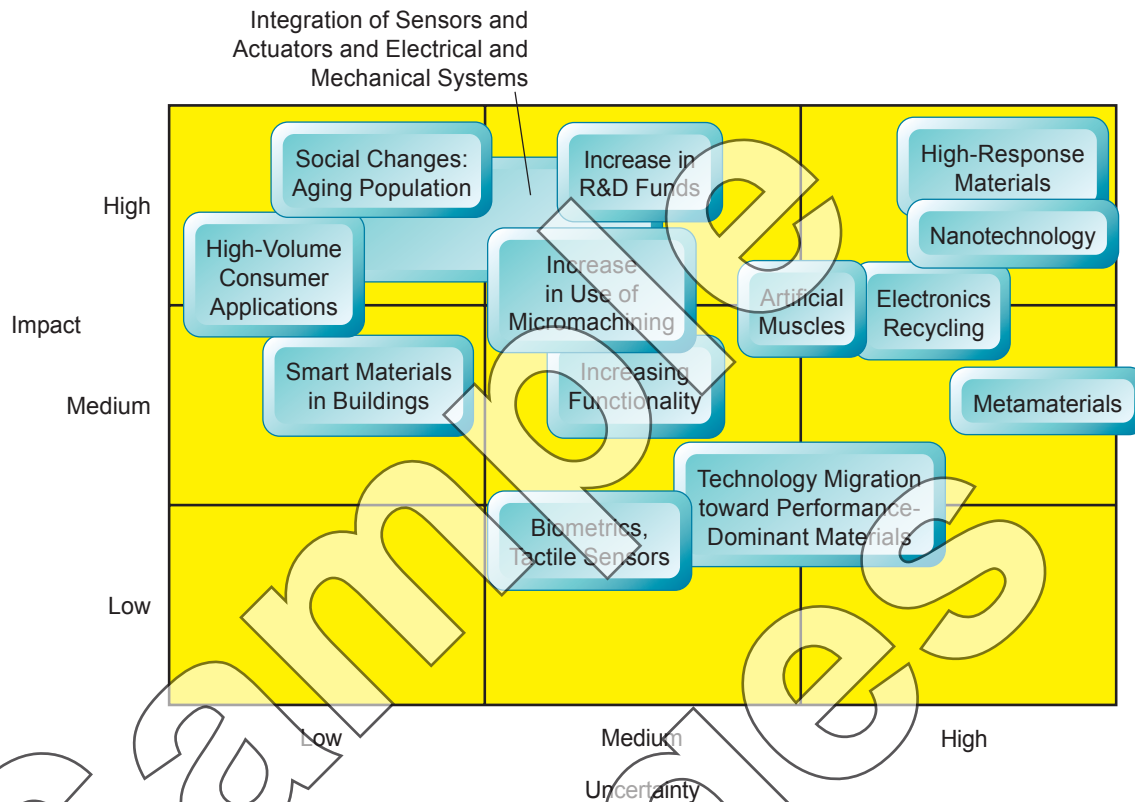 Integration of Sensors and
Actuators and Electrical and
Mechanical Systems
Social Changes:
Aging Population
Increase in
R&D Funds
High-Response
Materials
High
Nanotechnology
High-Volume
Consumer
Applications
Increase
in Use of
Micromachining
Artificial
Muscles
Electronics
Recycling
Impact
Smart Materials
in Buildings
Increasing
Functionality
Medium
Metamaterials
Technology Migration
toward Performance-
Dominant Materials
Biometrics,
Tactile Sensors
Low
Low
Medium
High
Uncertainty